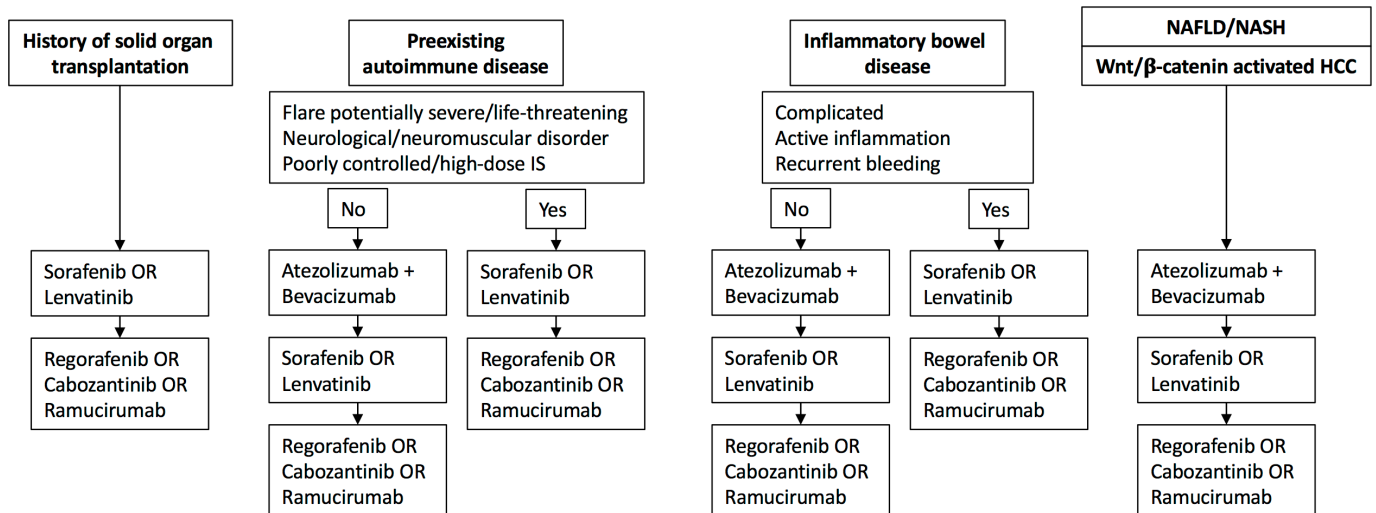 History of solid organ
transplantation
Sorafenib OR
Lenvatinib
Regorafenib OR
Cabozantinib OR
Ramucirumab
Preexisting
autoimmune disease
Flare potentially severe/life-threatening
Neurological/neuromuscular disorder
Poorly controlled/high-dose IS
No
Atezolizumab +
Bevacizumab
Sorafenib OR
Lenvatinib
Regorafenib OR
Cabozantinib OR
Ramucirumab
Yes
Sorafenib OR
Lenvatinib
Regorafenib OR
Cabozantinib OR
Ramucirumab
Inflammatory bowel
disease
Complicated
Active inflammation
Recurrent bleeding
No
Atezolizumab +
Bevacizumab
Sorafenib OR
Lenvatinib
Regorafenib OR
Cabozantinib OR
Ramucirumab
Yes
Sorafenib OR
Lenvatinib
Regorafenib OR
Cabozantinib OR
Ramucirumab
NAFLD/NASH
Wnt/β-catenin activated HCC
Atezolizumab +
Bevacizumab
Sorafenib OR
Lenvatinib
Regorafenib OR
Cabozantinib OR
Ramucirumab